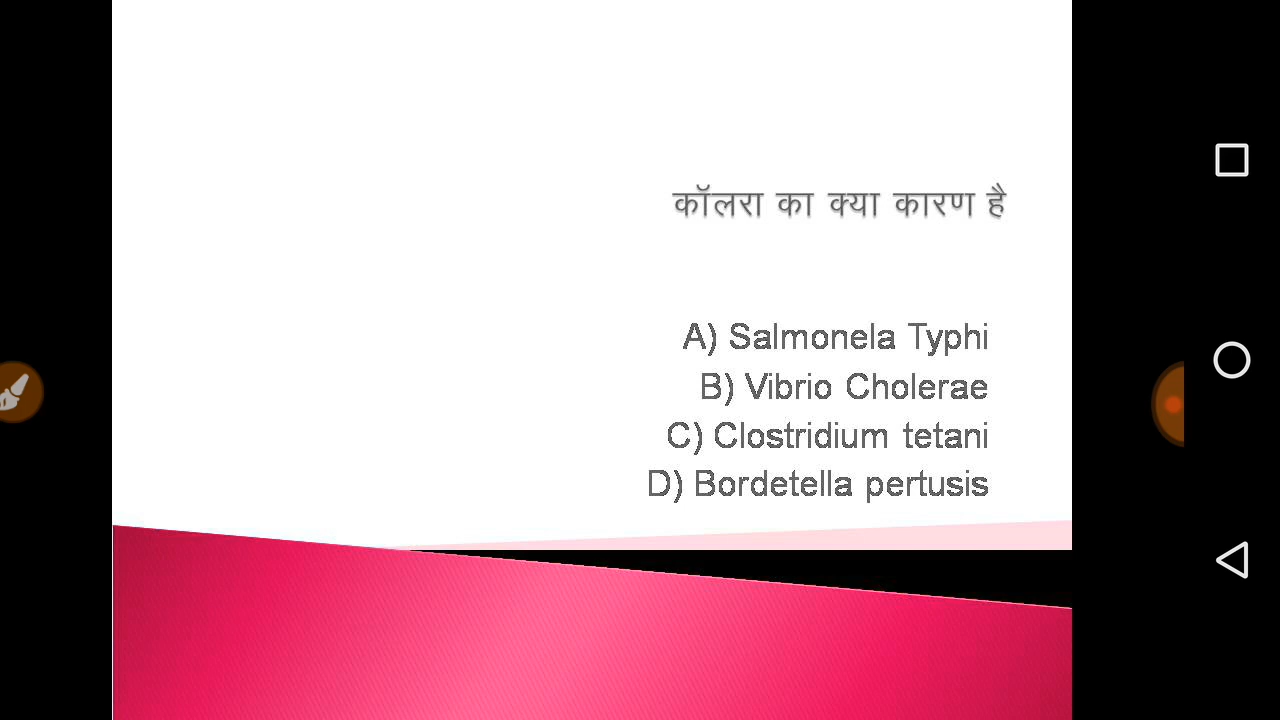 कॉलरा का क्या कारण है
A) Salmonela Typhi
B) Vibrio Cholerae
C) Clostridium tetani
D) Bordetella pertusis